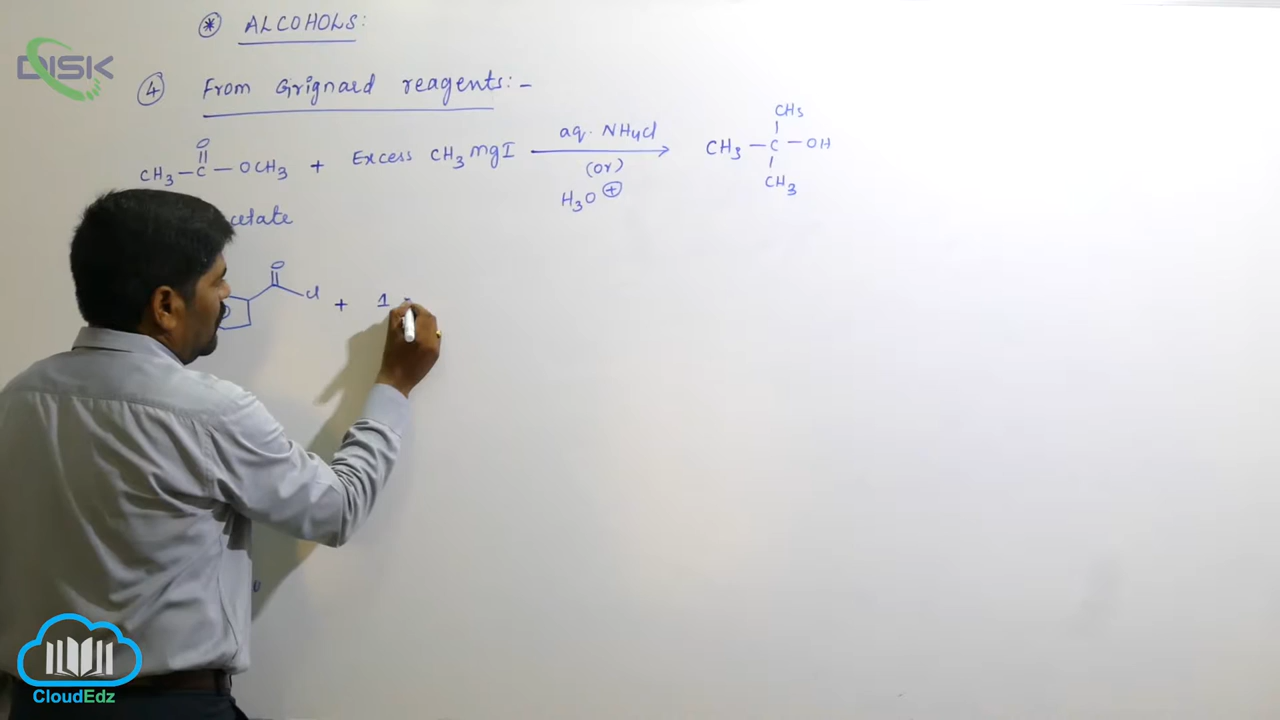 DISK
* ALCOHOLS:
4 From Grignard reagents:-
O
CH3-C-OCH3 + Excess CH3MgI aq. NH4Cl (or) H3O+
CH3
CH3-C-OH
CH3
cetate
O
Cl + 1
CloudEdz